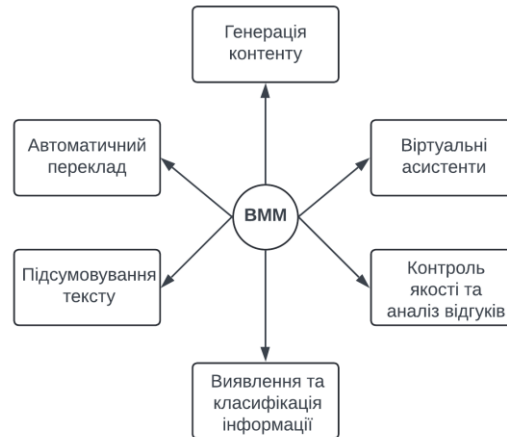 Генерація
контенту
Автоматичний
переклад
Віртуальні
асистенти
ВММ
Підсумовування
тексту
Контроль
якості та
аналіз відгуків
Виявлення та
класифікація
інформації